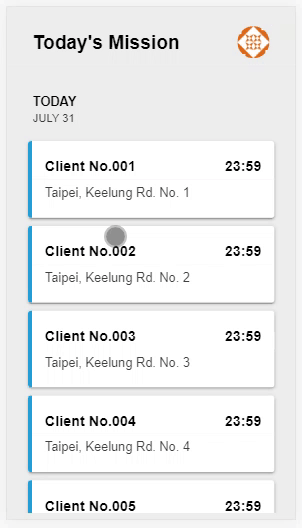 Today's Mission
TODAY
JULY 31
Client No.001 23:59
Taipei, Keelung Rd. No. 1
Client No.002 23:59
Taipei, Keelung Rd. No. 2
Client No.003 23:59
Taipei, Keelung Rd. No. 3
Client No.004 23:59
Taipei, Keelung Rd. No. 4
Client No.005 23:59